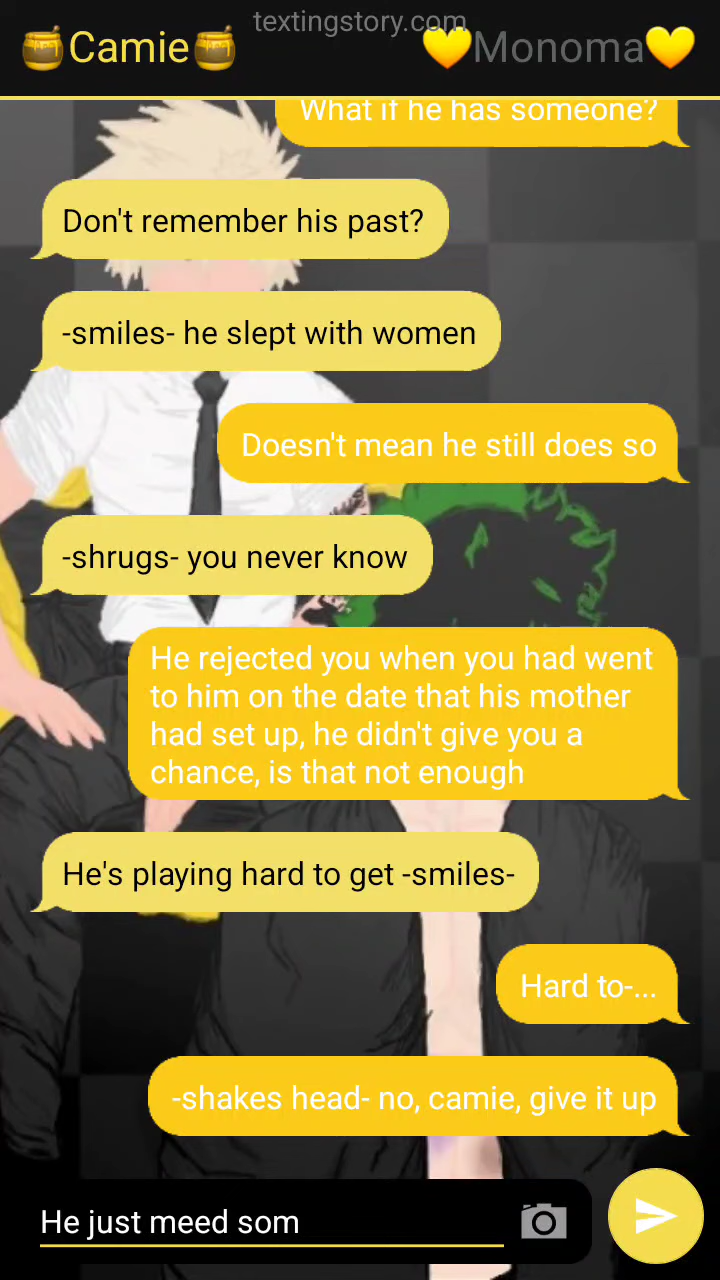 textingstory.com
🍯Camie🍯
💛Monoma💛
What if he has someone?
Don't remember his past?
-smiles- he slept with women
Doesn't mean he still does so
-shrugs- you never know
He rejected you when you had went
to him on the date that his mother
had set up, he didn't give you a
chance, is that not enough
He's playing hard to get -smiles-
Hard to-...
-shakes head- no, camie, give it up
He just meed som